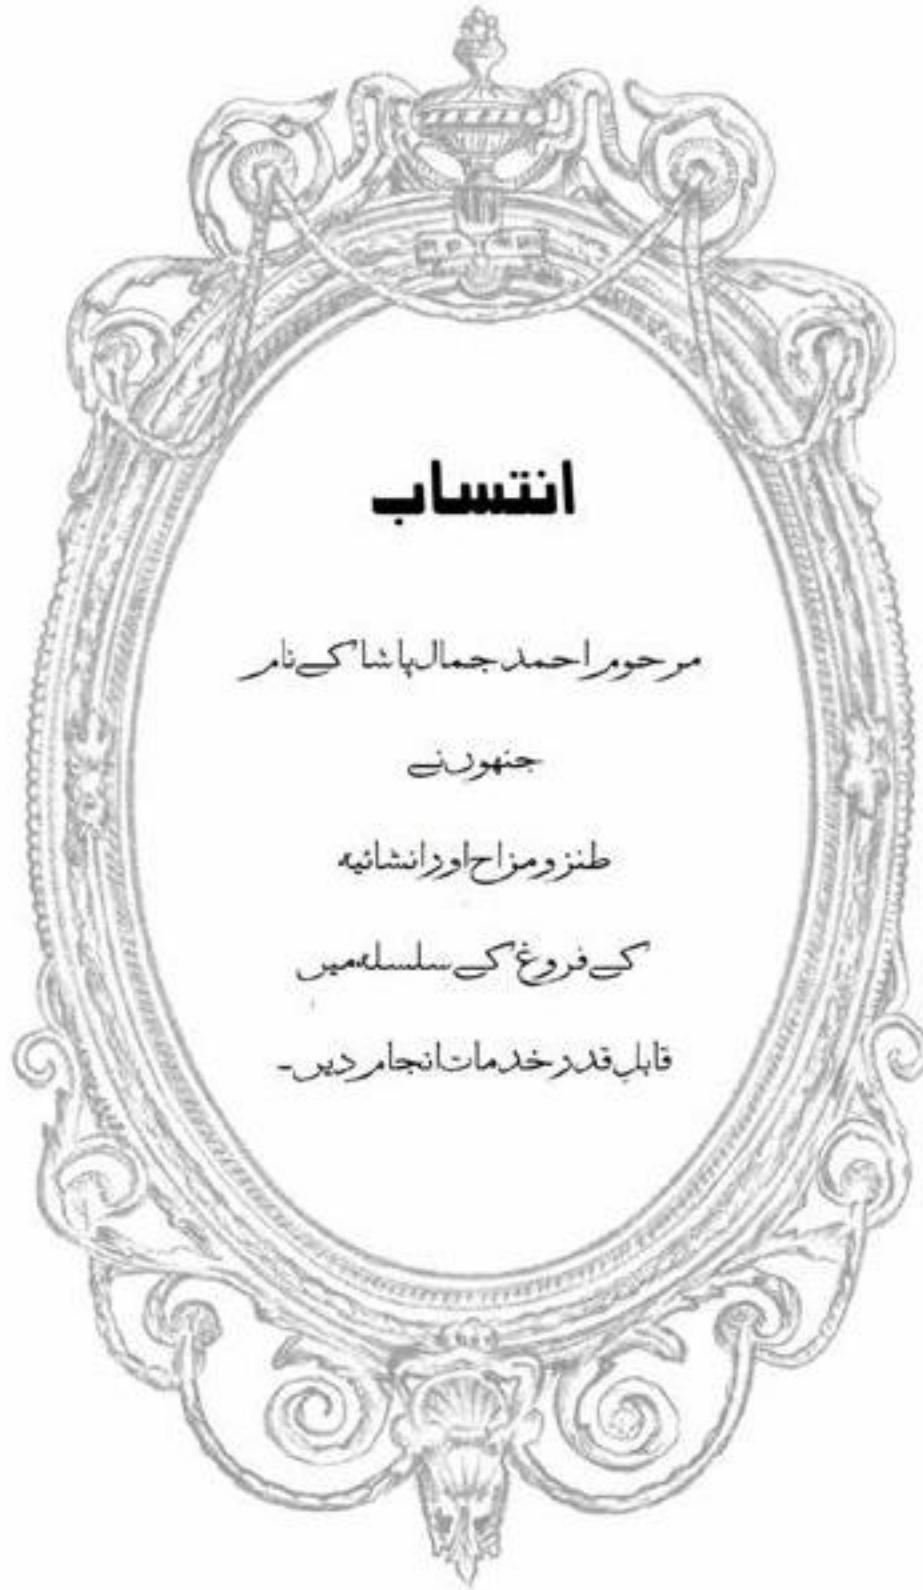 انتساب
مرحوم احمد جمال پاشا کے نام
جنھوں نے
طنز و مزاح اور انشائیہ
کے فروغ کے سلسلہ میں
قابلِ قدر خدمات انجام دیں۔